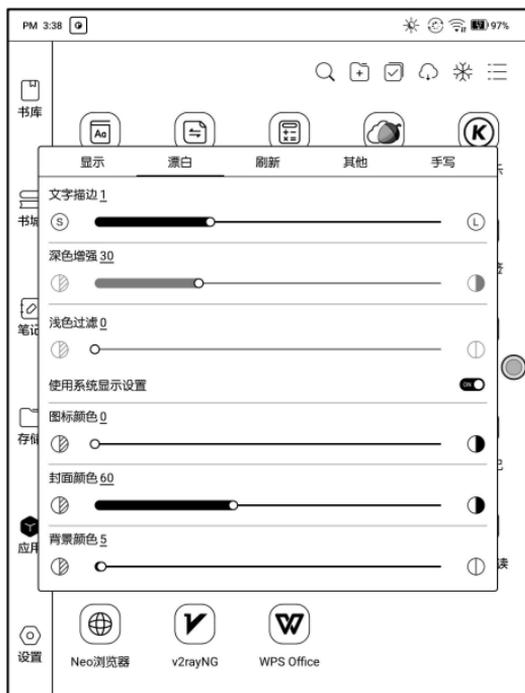 PM 3:38
97%
书库
Aa
K
显示 漂白 刷新 其他 手写
文字描边 1
S L
书城
深色增强 30
笔记
浅色过滤 0
使用系统显示设置 ON
图标颜色 0
存储
封面颜色 60
背景颜色 5
应用
读
设置
Neo浏览器 v2rayNG WPS Office